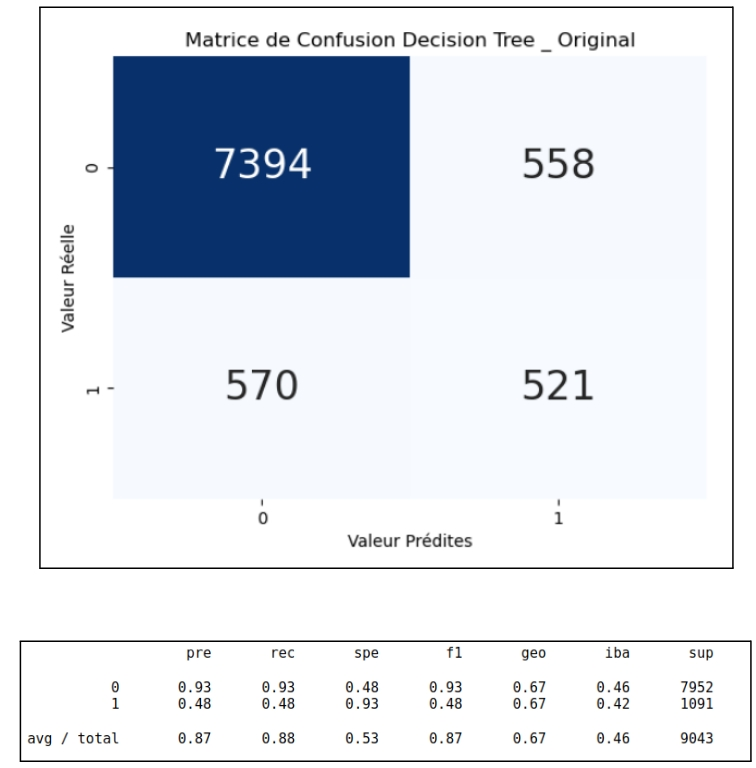 Matrice de Confusion Decision Tree _ Original
7394 558
570 521
0
1
Valeur Réelle
0 1
Valeur Prédites
pre rec spe f1 geo iba sup
0 0.93 0.93 0.48 0.93 0.67 0.46 7952
1 0.48 0.48 0.93 0.48 0.67 0.42 1091
avg / total 0.87 0.88 0.53 0.87 0.67 0.46 9043